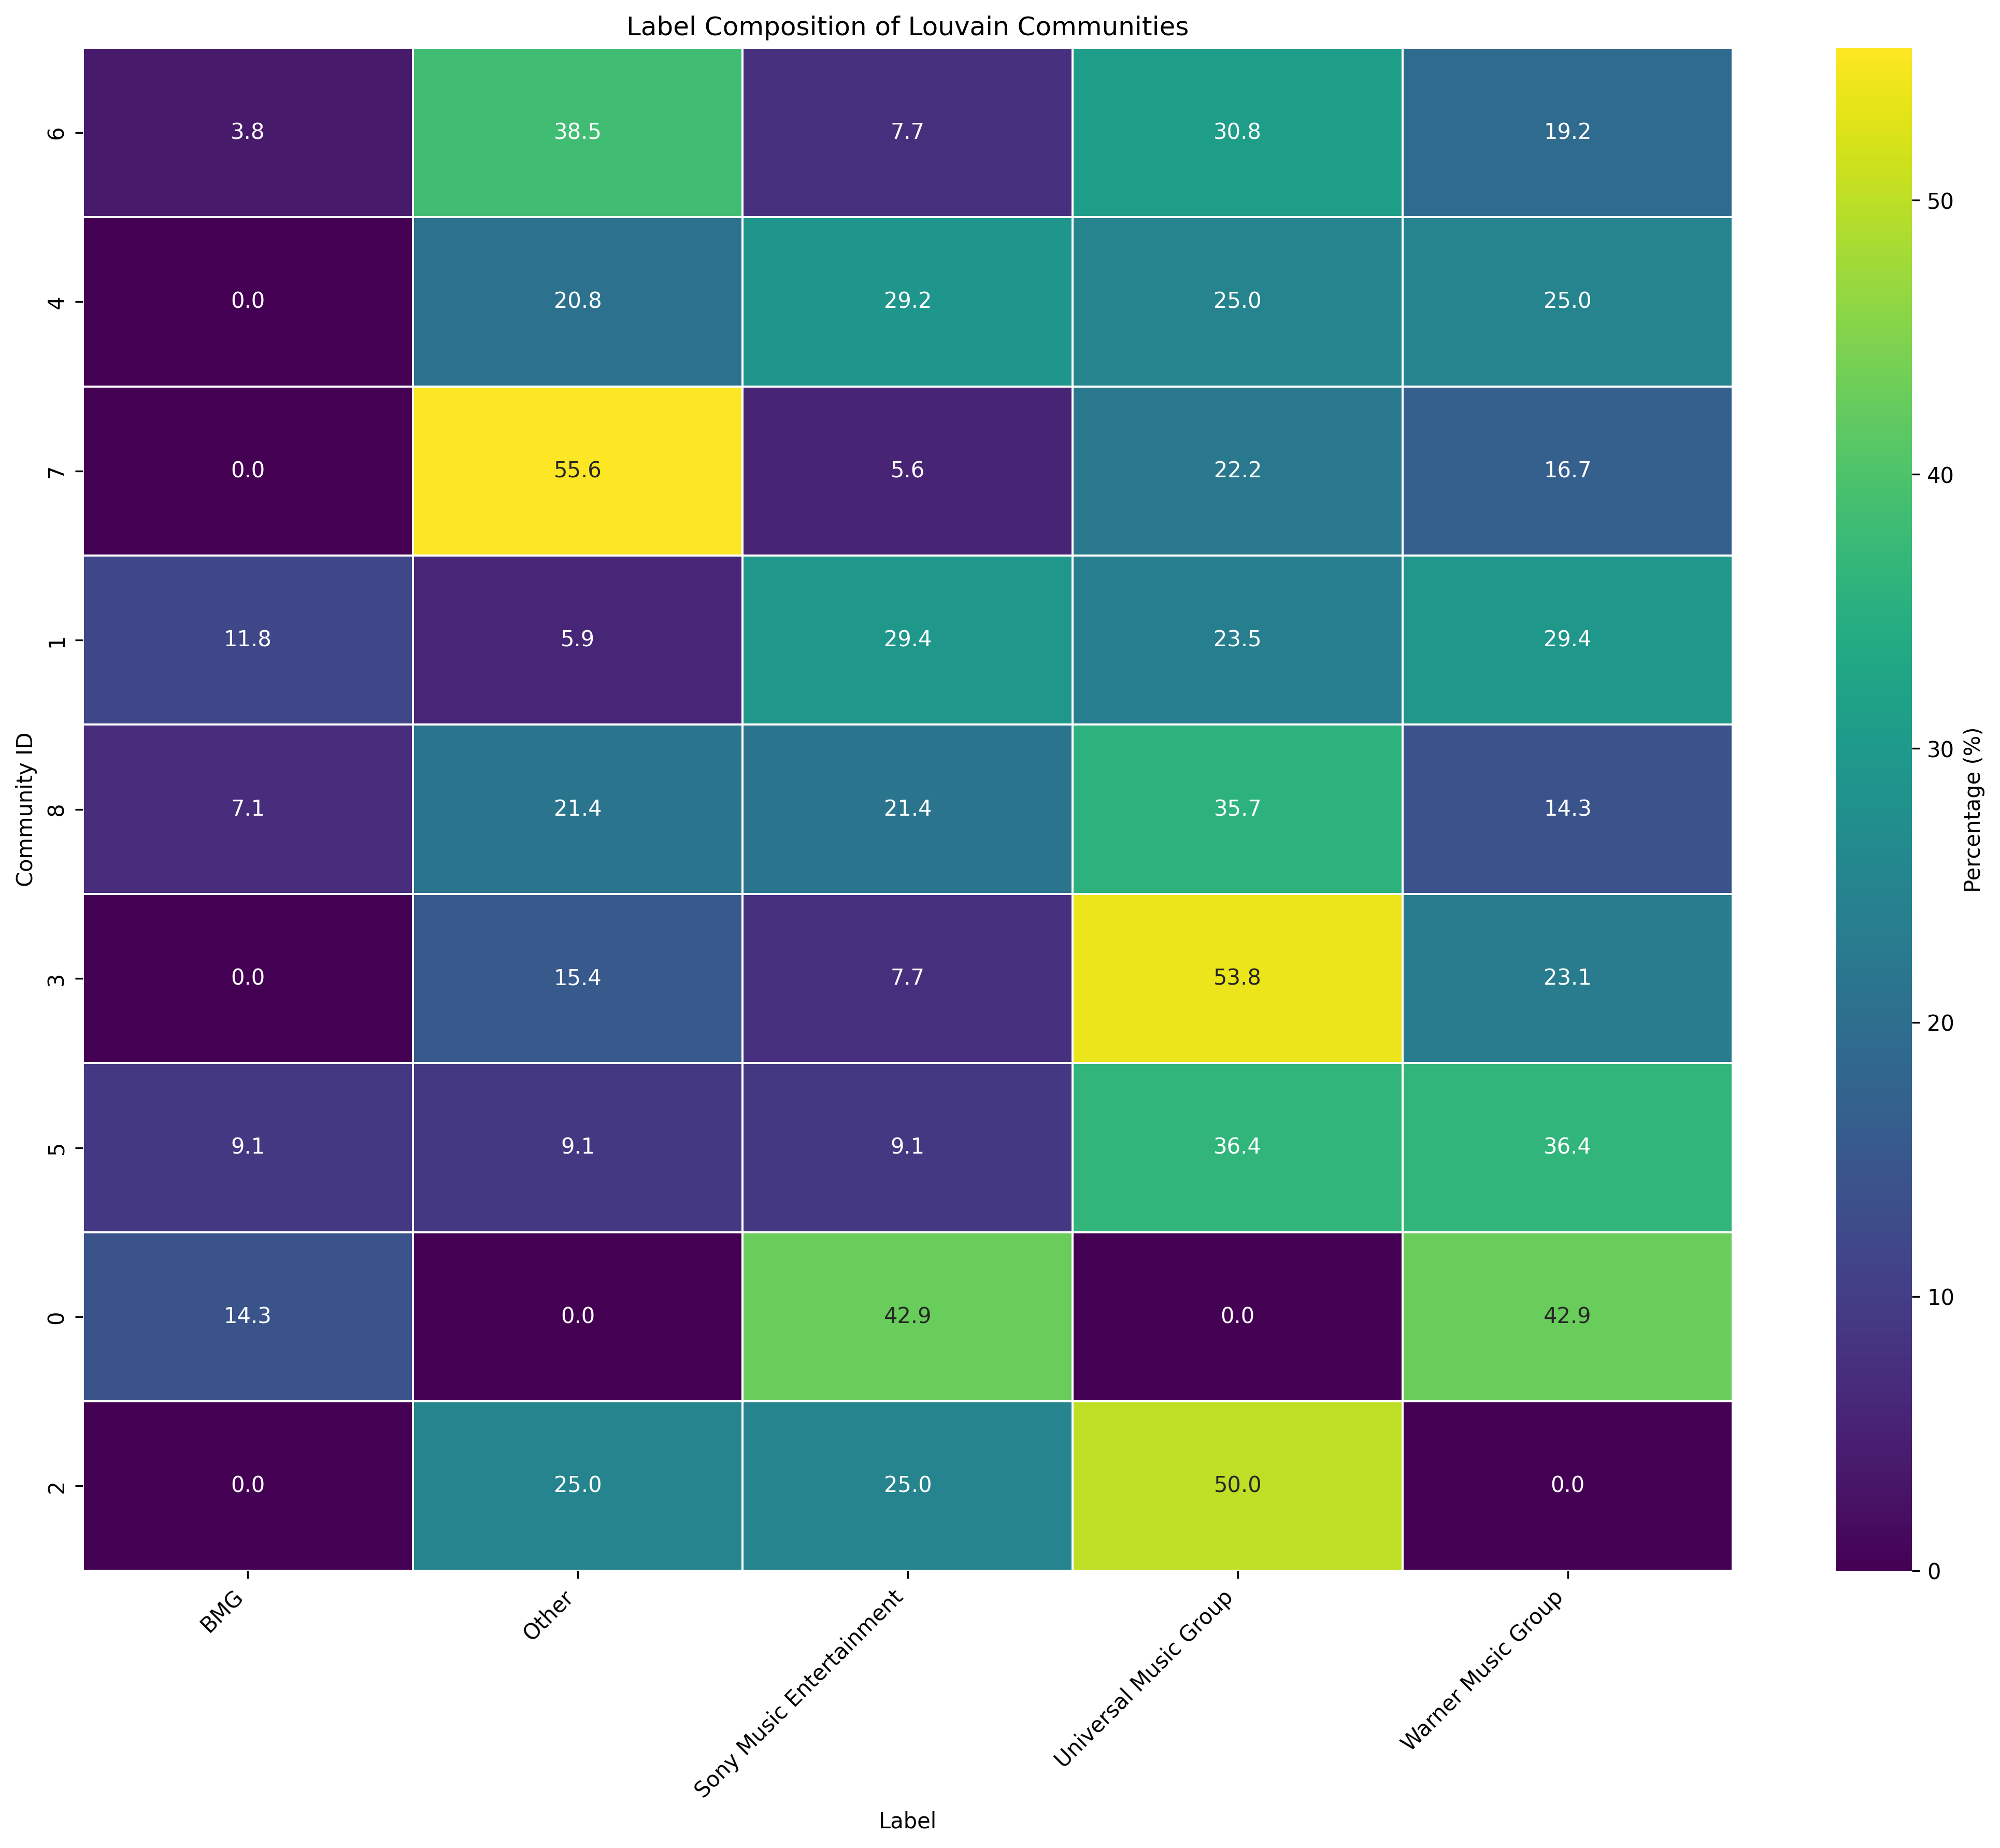 Label Composition of Louvain Communities
Community ID
6 3.8 38.5 7.7 30.8 19.2
4 0.0 20.8 29.2 25.0 25.0
7 0.0 55.6 5.6 22.2 16.7
1 11.8 5.9 29.4 23.5 29.4
8 7.1 21.4 21.4 35.7 14.3
3 0.0 15.4 7.7 53.8 23.1
5 9.1 9.1 9.1 36.4 36.4
0 14.3 0.0 42.9 0.0 42.9
2 0.0 25.0 25.0 50.0 0.0
BMG
Other
Sony Music Entertainment
Universal Music Group
Warner Music Group
Label
50
40
30
20
10
0
Percentage (%)